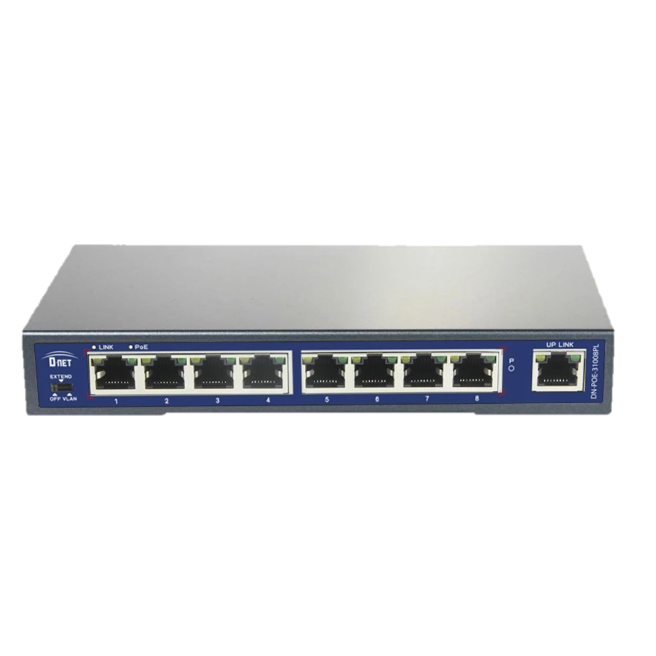 LINK PoE
DNET
EXTEND
OFF VLAN
1 2 3 4 5 6 7 8
P
UP LINK
DN-POE-31008PL